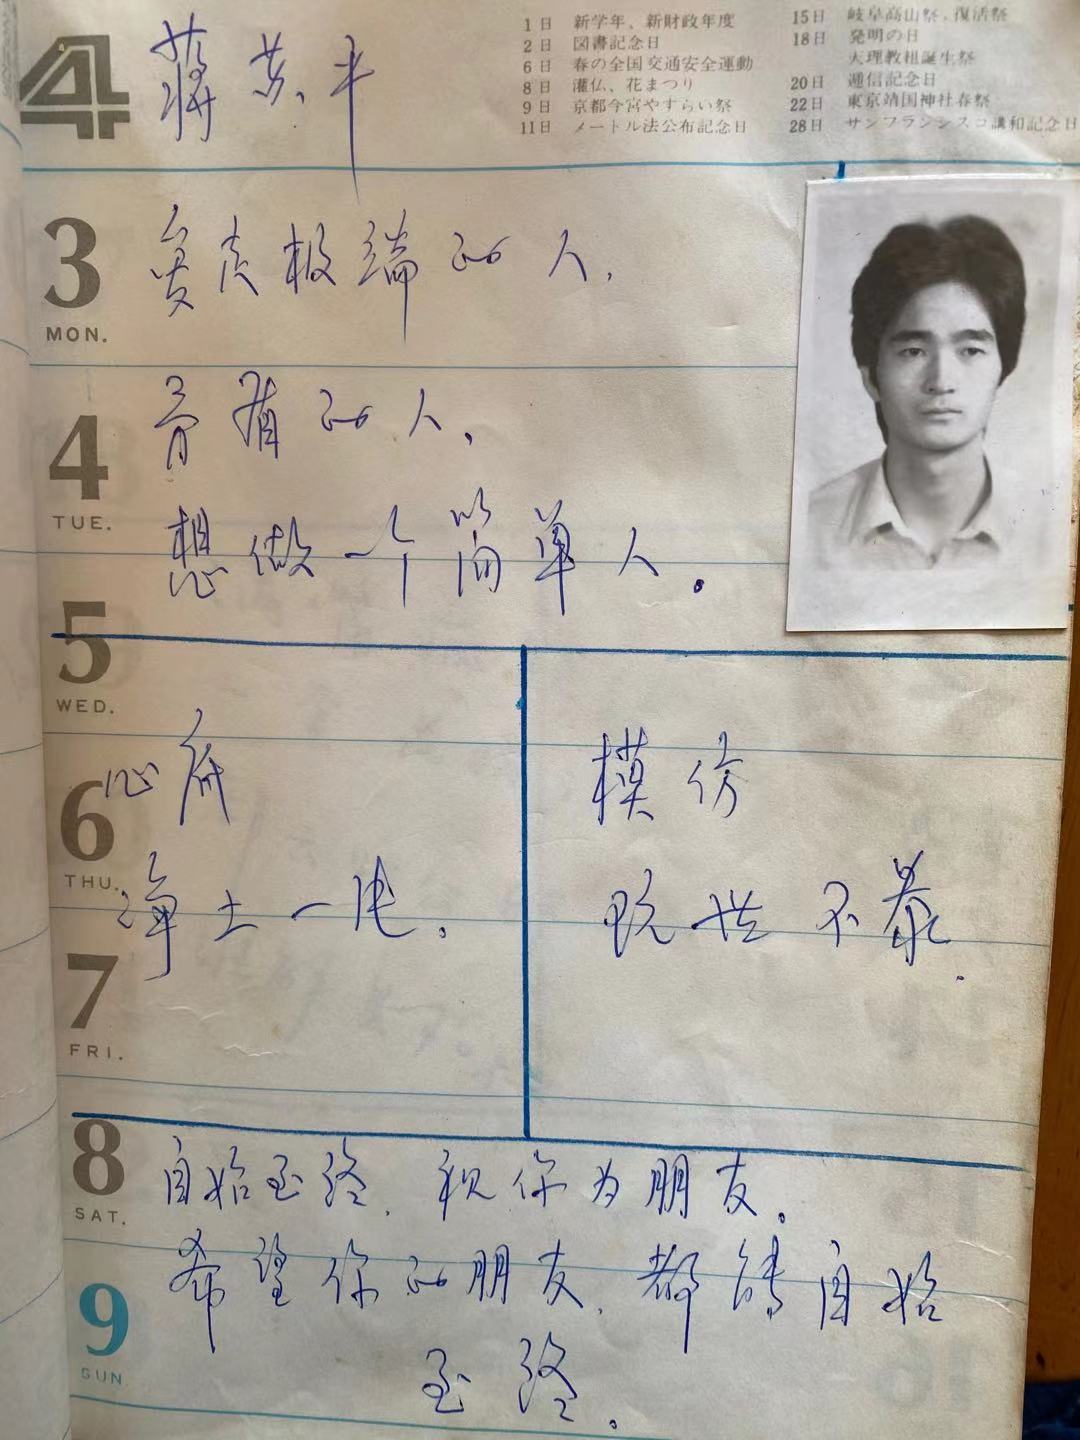 4
1日 新学年、新財政年度
2日 図書記念日
6日 春の全国交通安全運動
8日 灌仏、花まつり
9日 京都今宮やすらい祭
11日 メートル法公布記念日
15日 岐阜高山祭、復活祭
18日 発明の日
大理教祖誕生祭
20日 逓信記念日
22日 東京靖国神社春祭
28日 サンフランシスコ講和記念日
蒋 平
3
MON.
爱走极端的人,
4
TUE.
有的人,
想做一个简单人。
5
WED.
6
THU.
心底
净土一
模仿
玩世不恭.
7
FRI.
8
SAT.
自始至终, 视你为朋友。
希望你的朋友, 都能自始
至终。
9
SUN